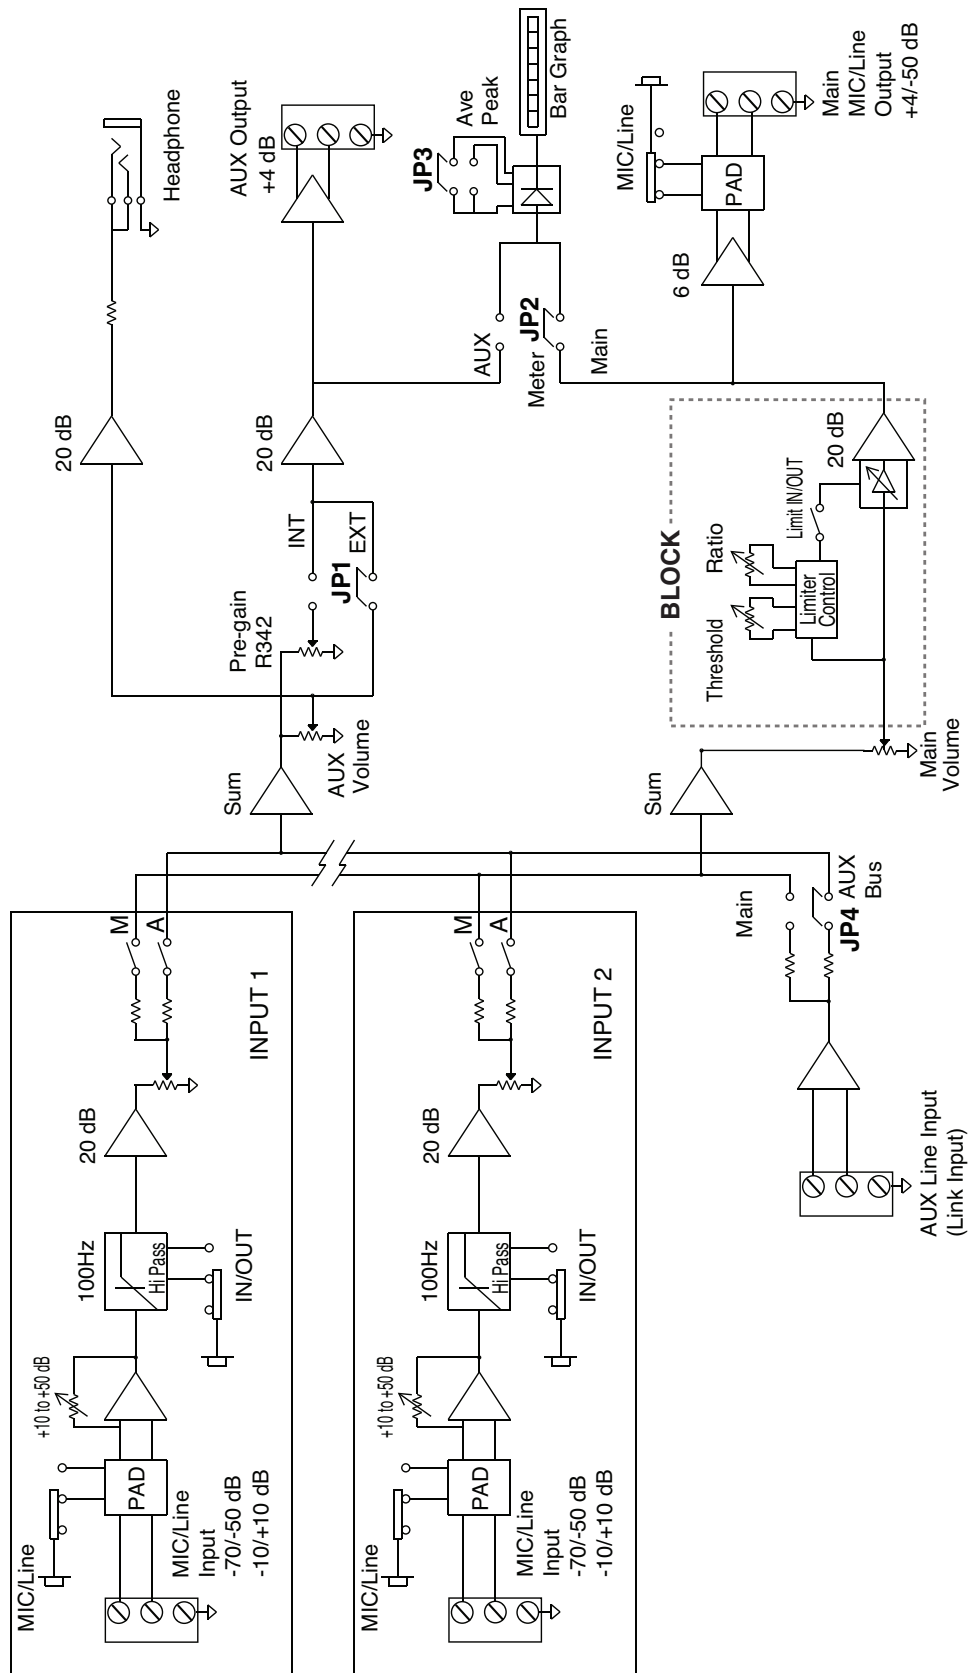 MIC/Line
MIC/Line
Input
-70/-50 dB
-10/+10 dB
PAD
+10 to +50 dB
100Hz
Hi Pass
IN/OUT
20 dB
M
A
INPUT 1
MIC/Line
MIC/Line
Input
-70/-50 dB
-10/+10 dB
PAD
+10 to +50 dB
100Hz
Hi Pass
IN/OUT
20 dB
M
A
INPUT 2
AUX Line Input
(Link Input)
Main
JP4
AUX
Bus
Sum
AUX
Volume
Pre-gain
R342
INT
JP1
EXT
20 dB
20 dB
Headphone
AUX Output
+4 dB
AUX
Meter
JP2
Main
JP3
Ave
Peak
Bar Graph
Sum
Main
Volume
BLOCK
Threshold
Ratio
Limiter
Control
Limit IN/OUT
20 dB
6 dB
MIC/Line
PAD
Main
MIC/Line
Output
+4/-50 dB